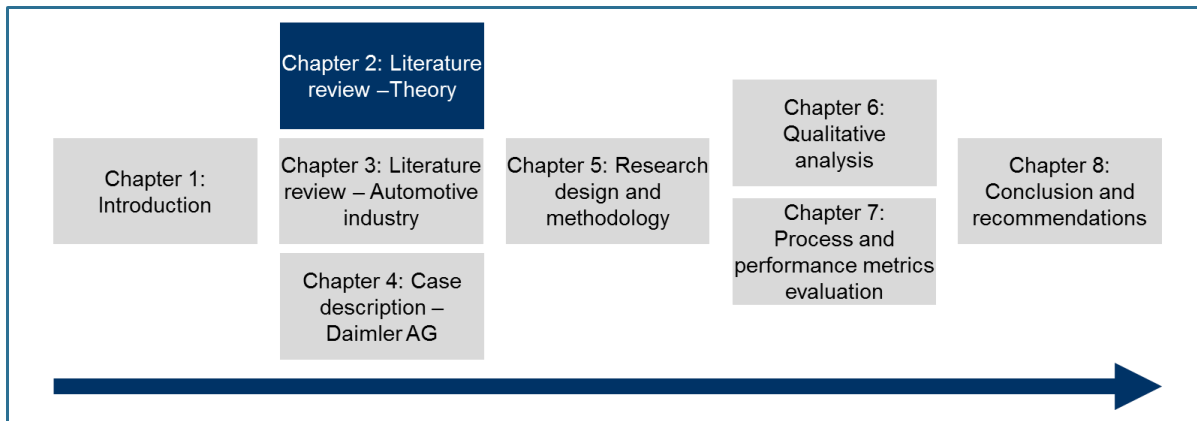 Chapter 1:
Introduction
Chapter 2: Literature
review –Theory
Chapter 3: Literature
review – Automotive
industry
Chapter 4: Case
description –
Daimler AG
Chapter 5: Research
design and
methodology
Chapter 6:
Qualitative
analysis
Chapter 7:
Process and
performance metrics
evaluation
Chapter 8:
Conclusion and
recommendations